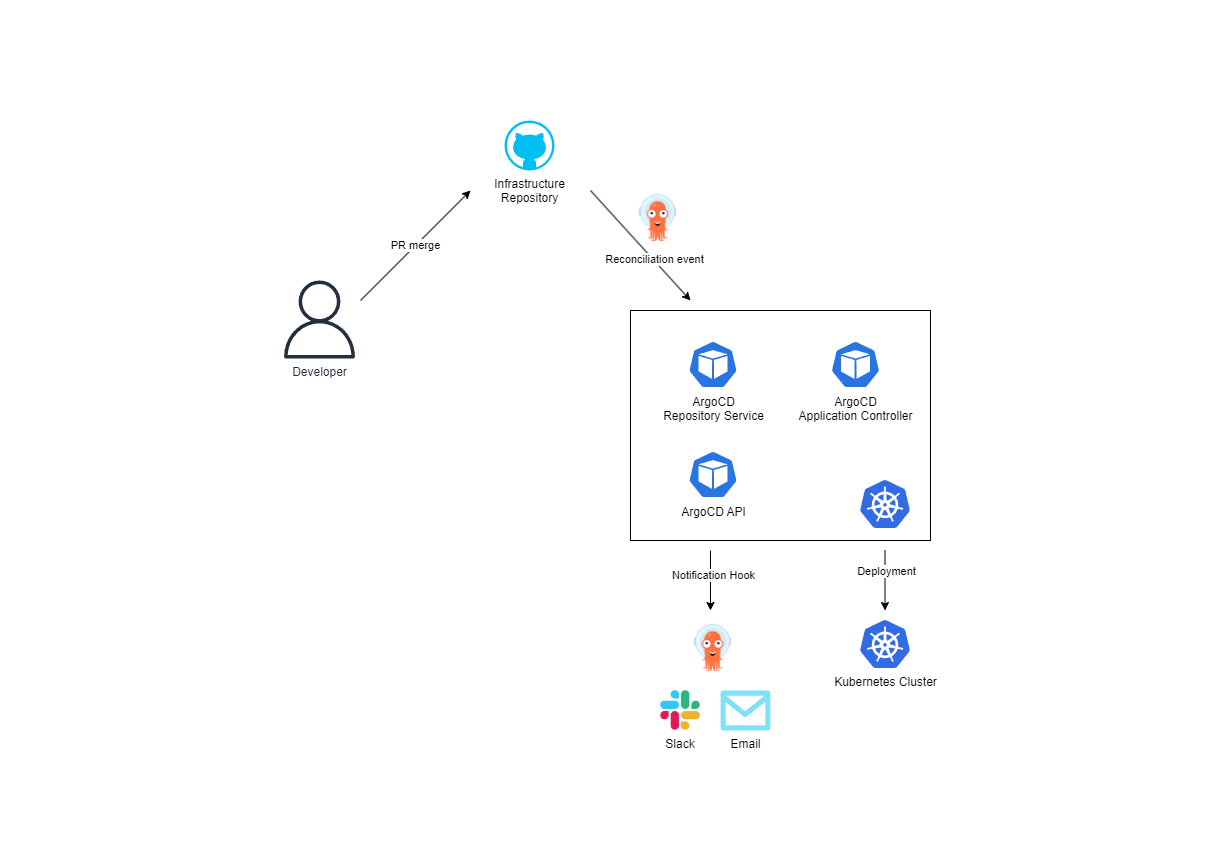 Infrastructure
Repository
PR merge
Reconciliation event
Developer
ArgoCD
Repository Service
ArgoCD
Application Controller
ArgoCD API
Notification Hook
Deployment
Kubernetes Cluster
Slack
Email